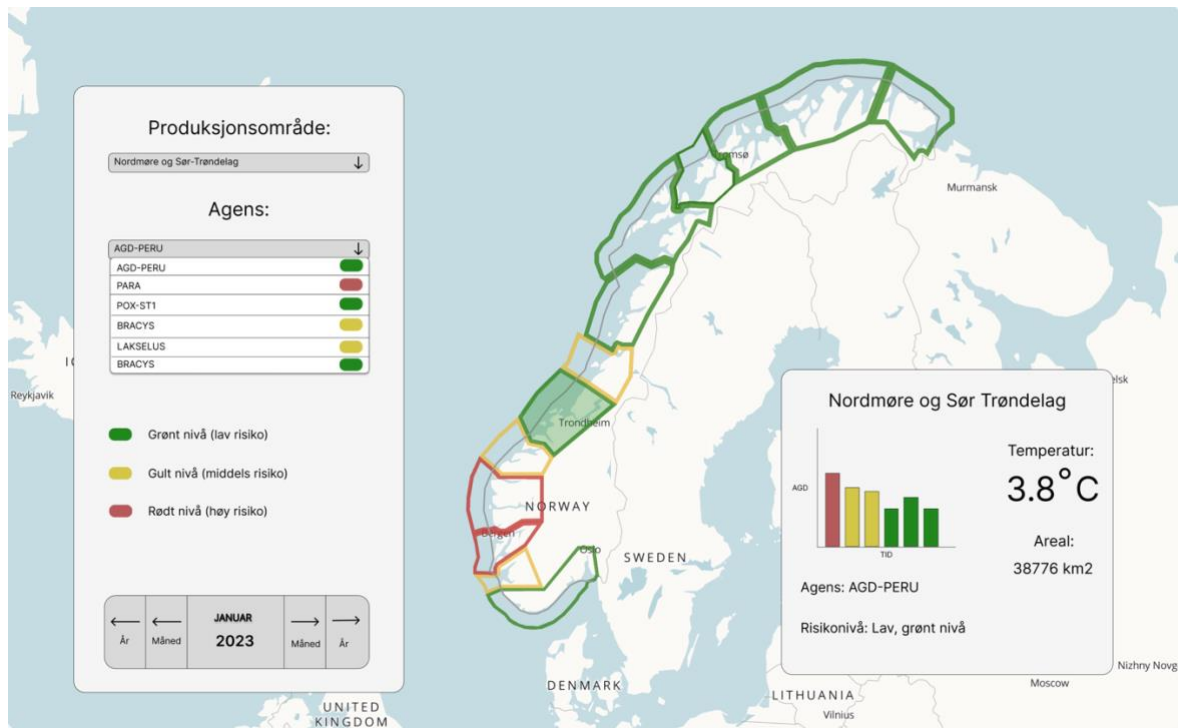 Produksjonsområde:
Nordmøre og Sør-Trøndelag
Agens:
AGD-PERU
AGD-PERU
PARA
POX-ST1
BRACYS
LAKSELUS
BRACYS
Grønt nivå (lav risiko)
Gult nivå (middels risiko)
Rødt nivå (høy risiko)
År
Måned
JANUAR
2023
Måned
År
Reykjavik
UNITED
KINGDOM
Murmansk
Trondheim
NORWAY
Bergen
Oslo
SWEDEN
DENMARK
LITHUANIA
Vilnius
Moscow
Nizhny Novg
elsk
Nordmøre og Sør Trøndelag
AGD
TID
Temperatur:
3.8°C
Areal:
38776 km2
Agens: AGD-PERU
Risikonivå: Lav, grønt nivå